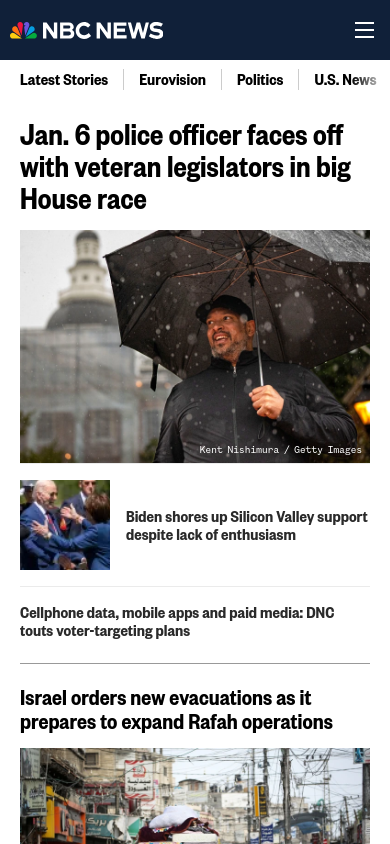 NBC NEWS
Latest Stories
Eurovision
Politics
U.S. News
Jan. 6 police officer faces off
with veteran legislators in big
House race
Kent Nishimura / Getty Images
Biden shores up Silicon Valley support
despite lack of enthusiasm
Cellphone data, mobile apps and paid media: DNC
touts voter-targeting plans
Israel orders new evacuations as it
prepares to expand Rafah operations